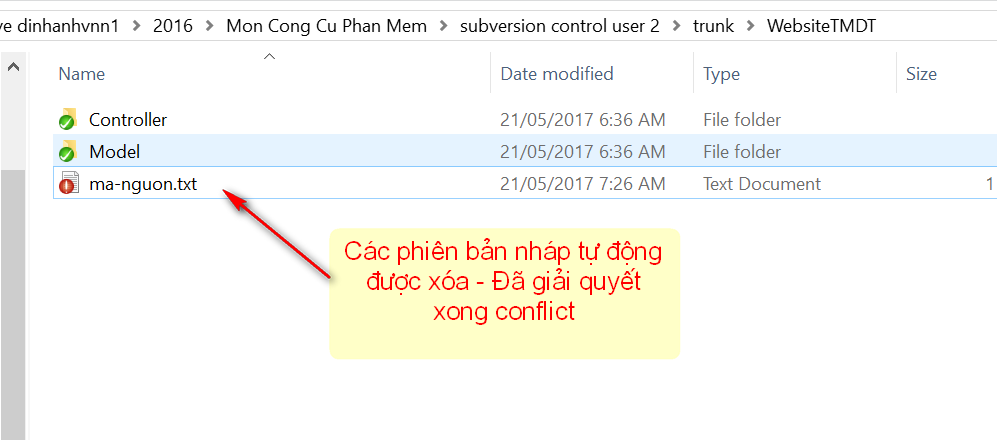 ve dinhanhvnn1 > 2016 > Mon Cong Cu Phan Mem > subversion control user 2 > trunk > WebsiteTMDT
Name Date modified Type Size
Controller 21/05/2017 6:36 AM File folder
Model 21/05/2017 6:36 AM File folder
ma-nguon.txt 21/05/2017 7:26 AM Text Document 1
Các phiên bản nháp tự động
được xóa - Đã giải quyết
xong conflict